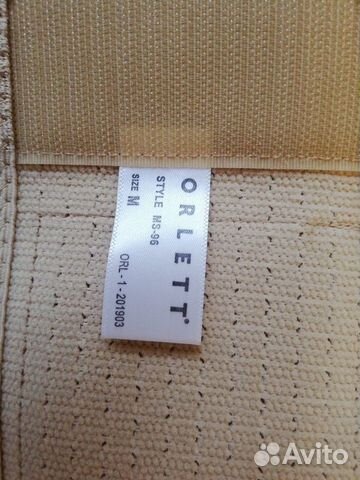 ORLETT®
STYLE MS-96
SIZE M
ORL-1-201903
Avito